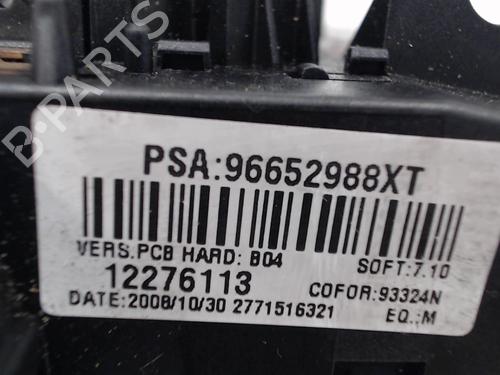 PSA:96652988XT
VERS.PCB HARD: B04 SOFT:7.10
12276113 COFOR:93324N
DATE:2008/10/30 2771516321 EQ.:M
B-PARTS